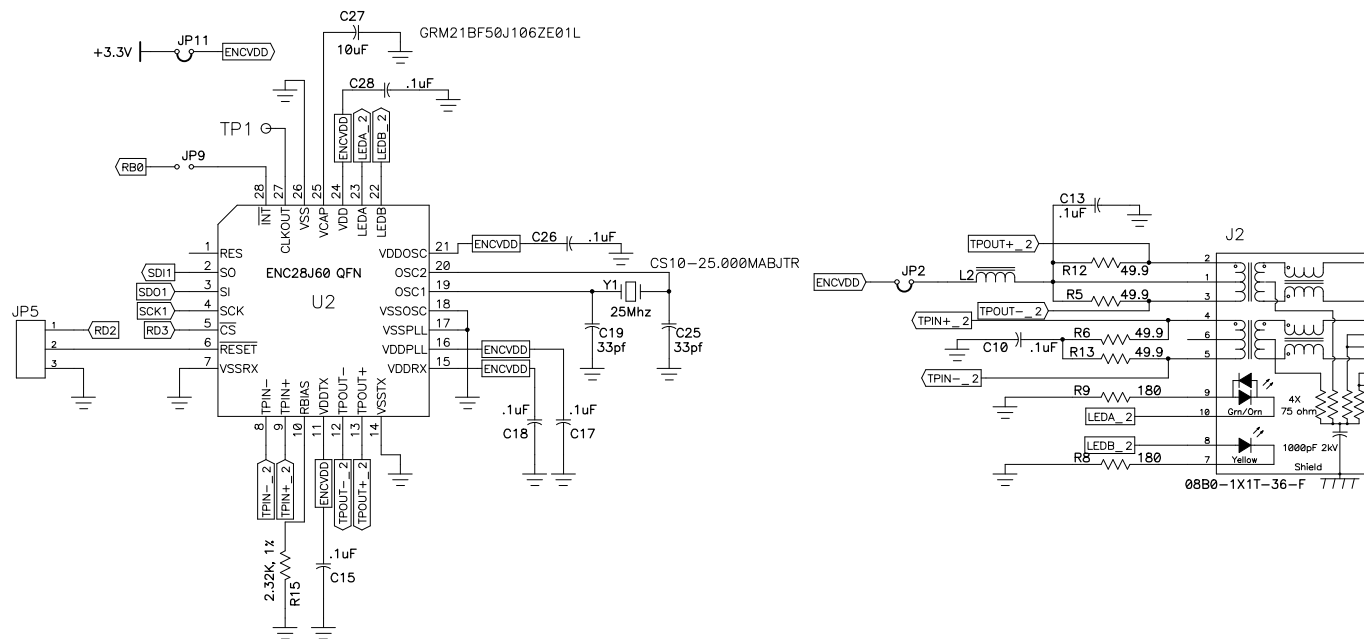 C27
GRM21BF50J106ZE01L
10uF
JP11
+3.3V
ENCVDD
C28
.1uF
TP1
ENCVDD
LEDA_2
LEDB_2
RB0
JP9
28
27
26
25
24
23
22
INT
CLKOUT
VSS
VCAP
VDD
LEDA
LEDB
ENC28J60 QFN
U2
1
RES
SDI1
2
SO
SDO1
3
SI
SCK1
4
SCK
RD3
5
CS
6
RESET
7
VSSRX
JP5
1
2
3
RD2
VDDOSC
21
ENCVDD
C26
.1uF
OSC2
20
CS10-25.000MABJTR
OSC1
19
Y1
25Mhz
VSSOSC
18
VSSPLL
17
VDDPLL
16
ENCVDD
VDDRX
15
ENCVDD
C19
33pf
C25
33pf
.1uF
C18
.1uF
C17
TPIN-
TPIN+
RBIAS
VDDTX
TPOUT-
TPOUT+
VSSTX
8
9
10
11
12
13
14
TPIN-_2
TPIN+_2
ENCVDD
TPOUT-_2
TPOUT+_2
2.32K, 1%
R15
.1uF
C15
C13
.1uF
J2
TPOUT+_2
ENCVDD
JP2
L2
R12
49.9
R5
49.9
TPOUT-_2
TPIN+_2
C10
.1uF
R6
49.9
R13
49.9
TPIN-_2
R9
180
LEDA_2
LEDB_2
R8
180
2
1
3
4
6
5
9
10
8
7
Grn/Orn
4X
75 ohm
1000pF 2kV
Yellow
Shield
08B0-1X1T-36-F